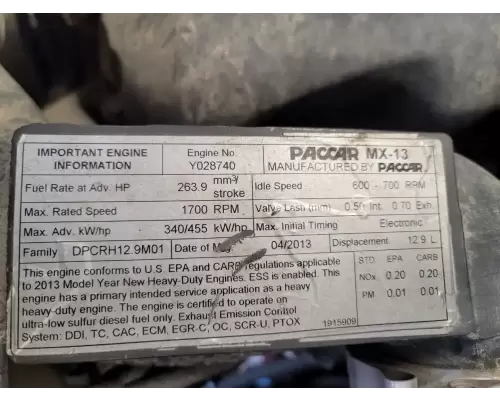 IMPORTANT ENGINE INFORMATION
Engine No. Y028740
PACCAR MX-13
MANUFACTURED BY PACCAR
Fuel Rate at Adv. HP 263.9 mm³/stroke
Idle Speed 600 - 700 RPM
Max. Rated Speed 1700 RPM
Valve Lash (mm) 0.50 Int. 0.70 Exh.
Max. Adv. kW/hp 340/455 kW/hp
Max. Initial Timing Electronic
Family DPCRH12.9M01
Date of 04/2013
Displacement 12.9 L
This engine conforms to U.S. EPA and CARB regulations applicable
to 2013 Model Year New Heavy-Duty Engines. ESS is enabled. This
engine has a primary intended service application as a heavy
heavy-duty engine. The engine is certified to operate on
ultra-low sulfur diesel fuel only. Exhaust Emission Control
System: DDI, TC, CAC, ECM, EGR-C, OC, SCR-U, PTOX
1915909
STD EPA CARB
NOx 0.20 0.20
PM 0.01 0.01